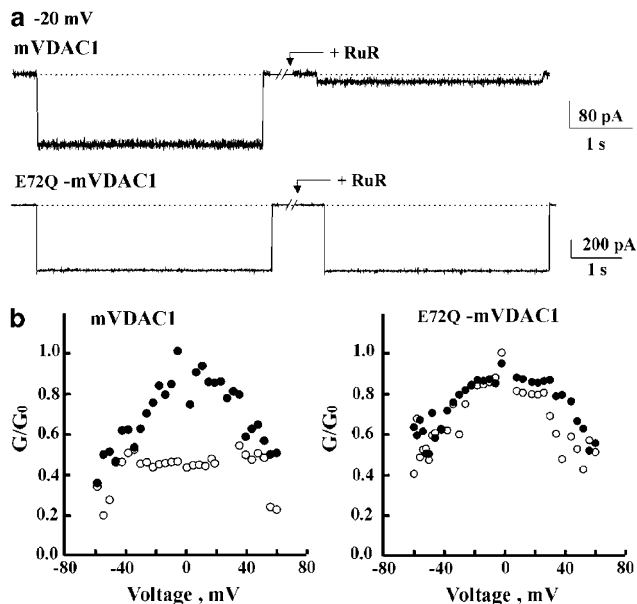 a -20 mV
mVDAC1
+ RuR
80 pA
1 s
E72Q -mVDAC1
+ RuR
200 pA
1 s
b mVDAC1 E72Q -mVDAC1
G/G0 G/G0
1.0 1.0
0.8 0.8
0.6 0.6
0.4 0.4
0.2 0.2
0.0 0.0
-80 -40 0 40 80 -80 -40 0 40 80
Voltage , mV Voltage , mV